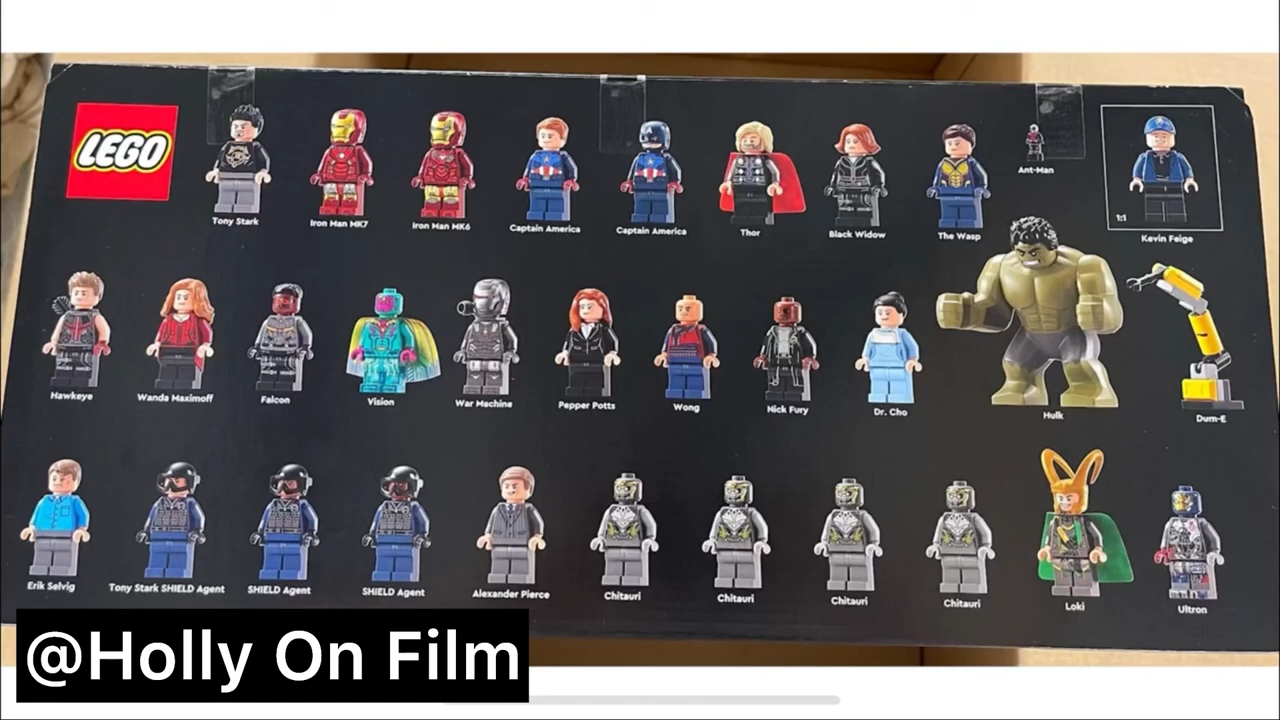 LEGO
Tony Stark
Iron Man MK7
Iron Man MK6
Captain America
Captain America
Thor
Black Widow
The Wasp
Ant-Man
1:1
Kevin Feige
Hawkeye
Wanda Maximoff
Falcon
Vision
War Machine
Pepper Potts
Wong
Nick Fury
Dr. Cho
Hulk
Dum-E
Erik Selvig
Tony Stark SHIELD Agent
SHIELD Agent
SHIELD Agent
Alexander Pierce
Chitauri
Chitauri
Chitauri
Chitauri
Loki
Ultron
@Holly On Film